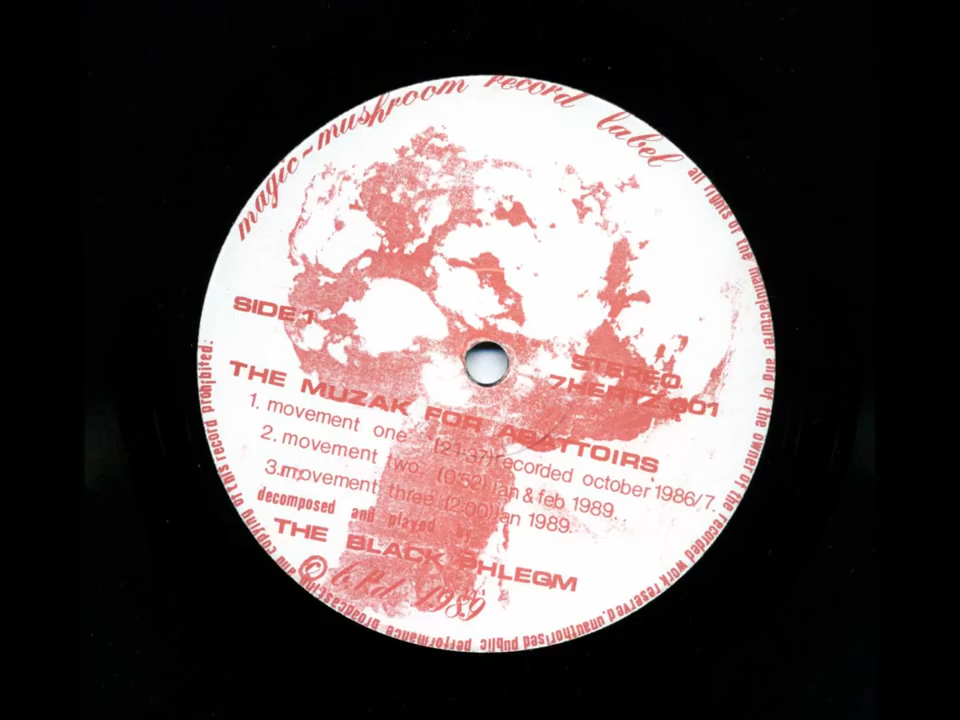 magic-mushroom record label
all rights of the manufacturer and of the owner of the recorded work reserved. unauthorised public performance broadcasting and copying of this record prohibited:
SIDE 1
STEREO.
7HERTZ 001
THE MUZAK FOR ABATTOIRS
1. movement one (21:37) recorded october 1986/7.
2. movement two. (0:52) jan & feb 1989.
3. movement three. (2:00) jan 1989.
decomposed and played by
THE BLACK PHLEGM
© b.p.d. 1989